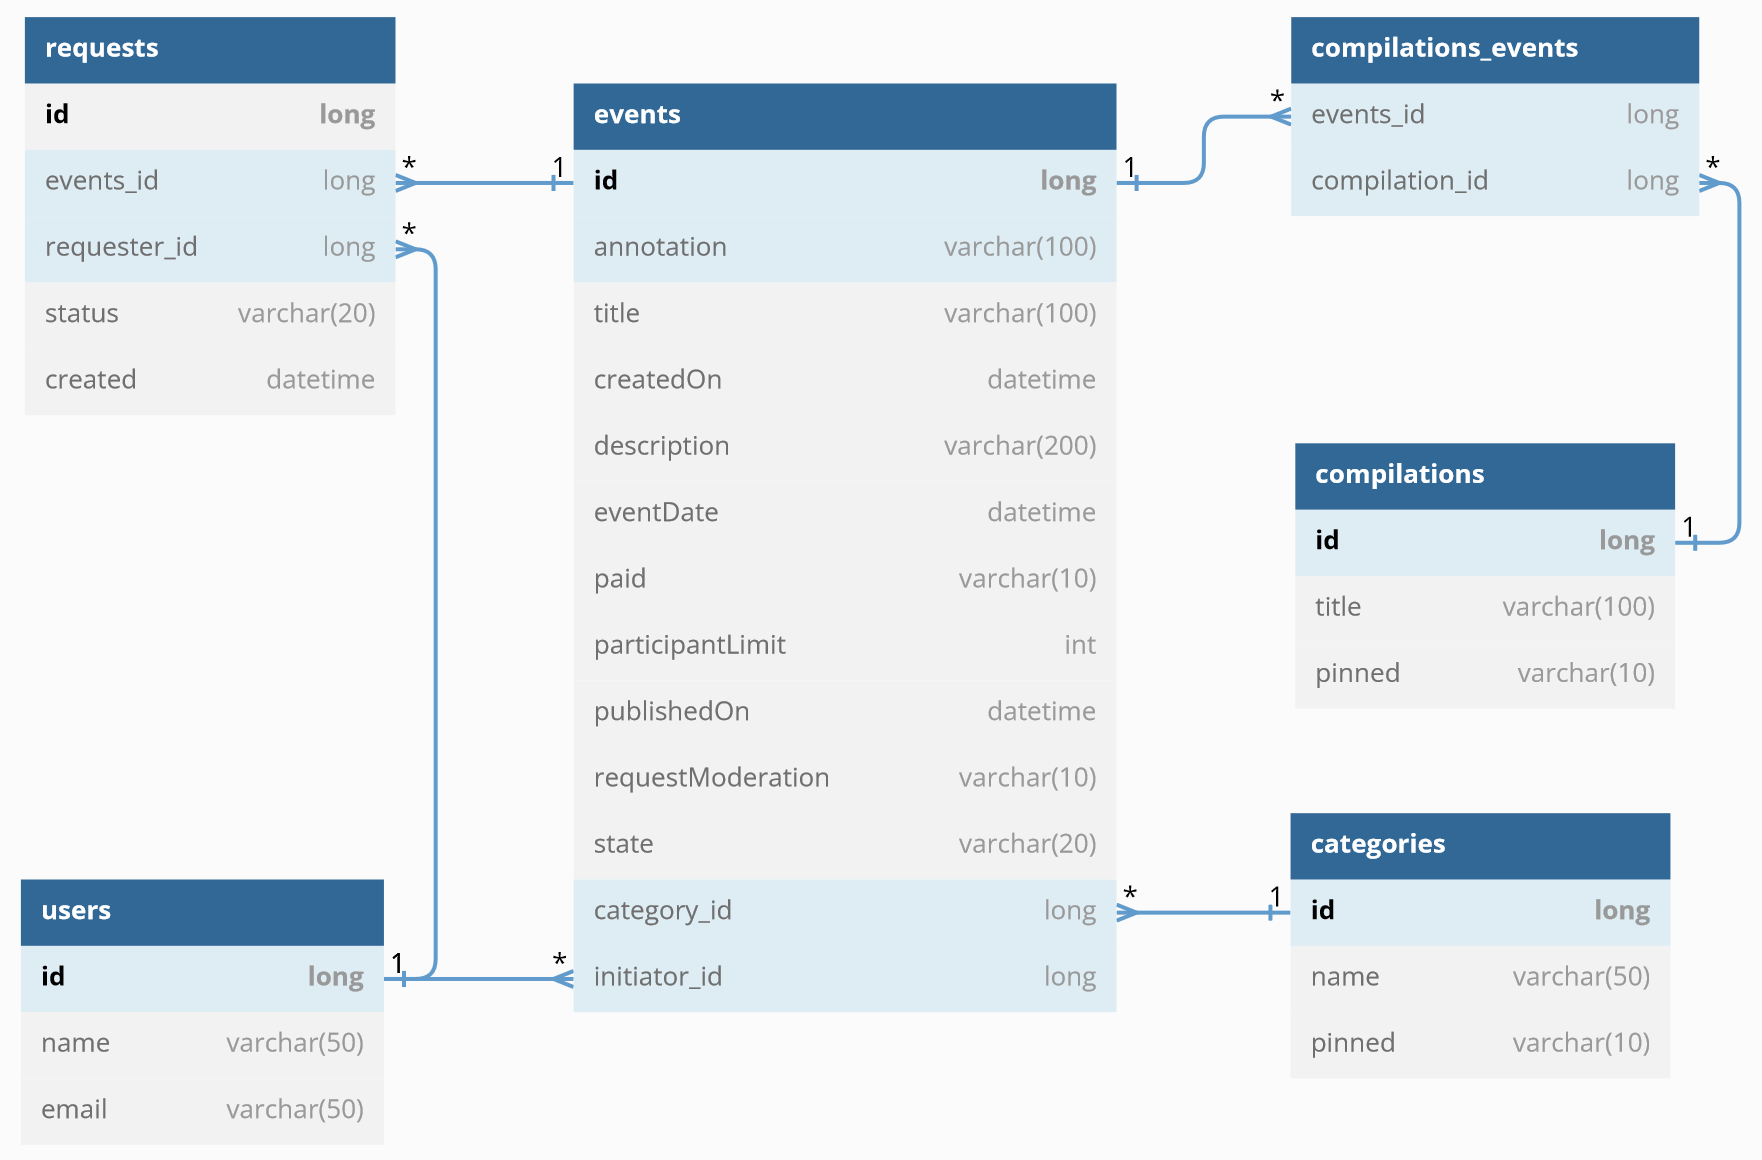 requests
id long
* 
events_id long
*
requester_id long
status varchar(20)
created datetime
events
1
id long
1
annotation varchar(100)
title varchar(100)
createdOn datetime
description varchar(200)
eventDate datetime
paid varchar(10)
participantLimit int
publishedOn datetime
requestModeration varchar(10)
state varchar(20)
category_id long
*
*
initiator_id long
compilations_events
*
events_id long
*
compilation_id long
compilations
1
id long
title varchar(100)
pinned varchar(10)
categories
1
id long
name varchar(50)
pinned varchar(10)
users
1
id long
name varchar(50)
email varchar(50)